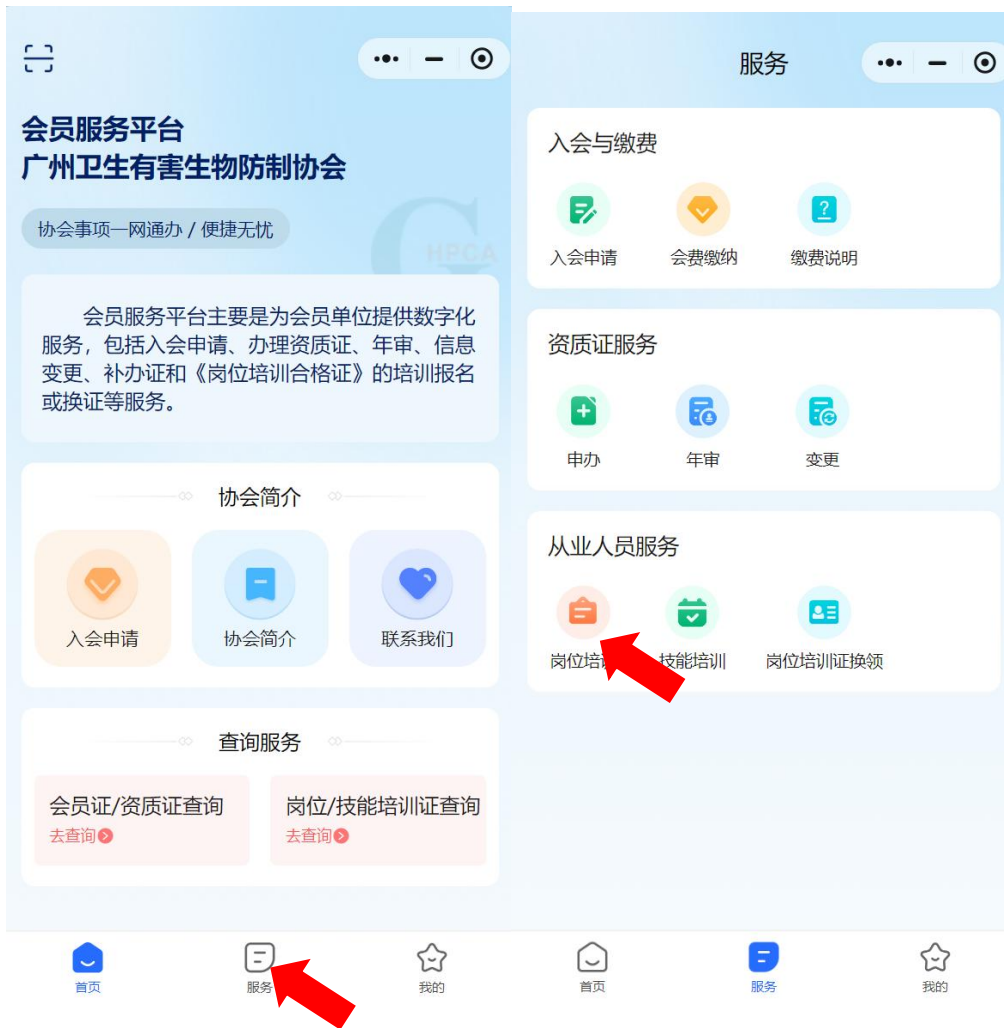 会员服务平台
广州卫生有害生物防制协会
协会事项一网通办 / 便捷无忧
G
HPCA
会员服务平台主要是为会员单位提供数字化
服务，包括入会申请、办理资质证、年审、信息
变更、补办证和《岗位培训合格证》的培训报名
或换证等服务。
协会简介
入会申请 协会简介 联系我们
查询服务
会员证/资质证查询 岗位/技能培训证查询
去查询 去查询
首页 服务 我的
服务
入会与缴费
入会申请 会费缴纳 缴费说明
资质证服务
申办 年审 变更
从业人员服务
岗位培 技能培训 岗位培训证换领
首页 服务 我的